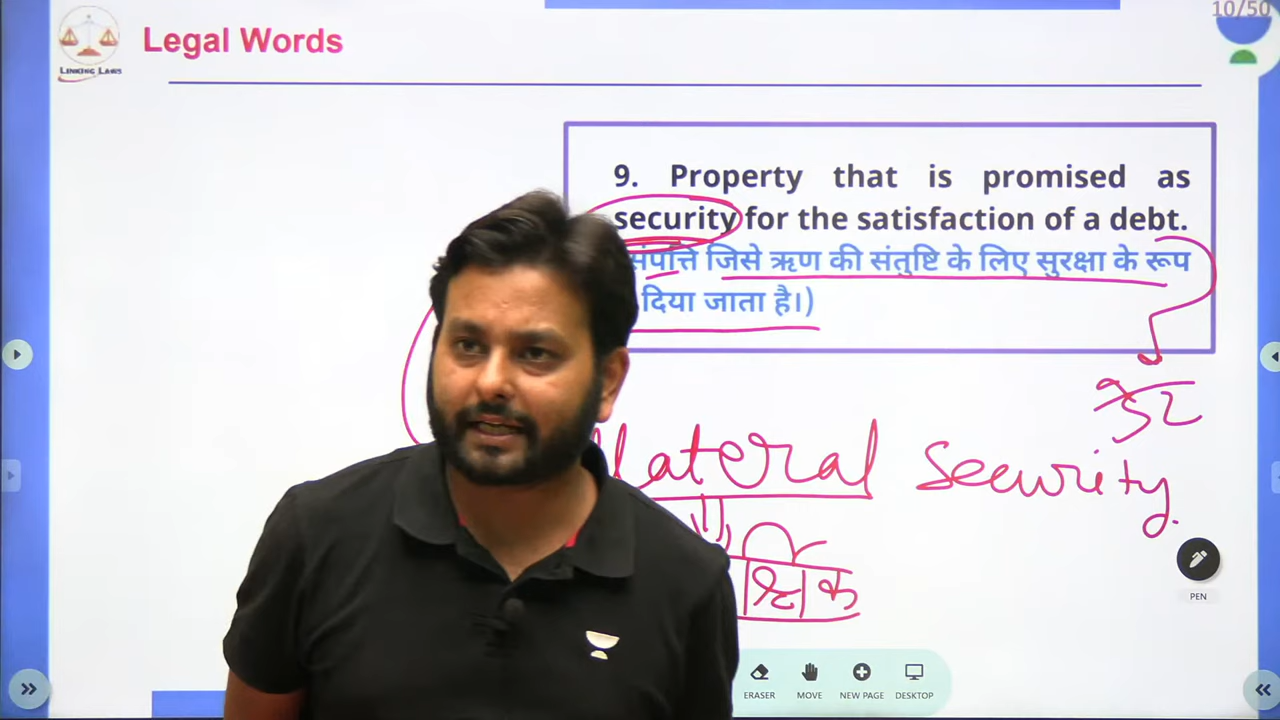 10/50
Legal Words
LINKING LAWS
9. Property that is promised as
security for the satisfaction of a debt.
संपत्ति जिसे ऋण की संतुष्टि के लिए सुरक्षा के रूप
दिया जाता है।)
lateral Security
PEN
ERASER
MOVE
NEW PAGE
DESKTOP